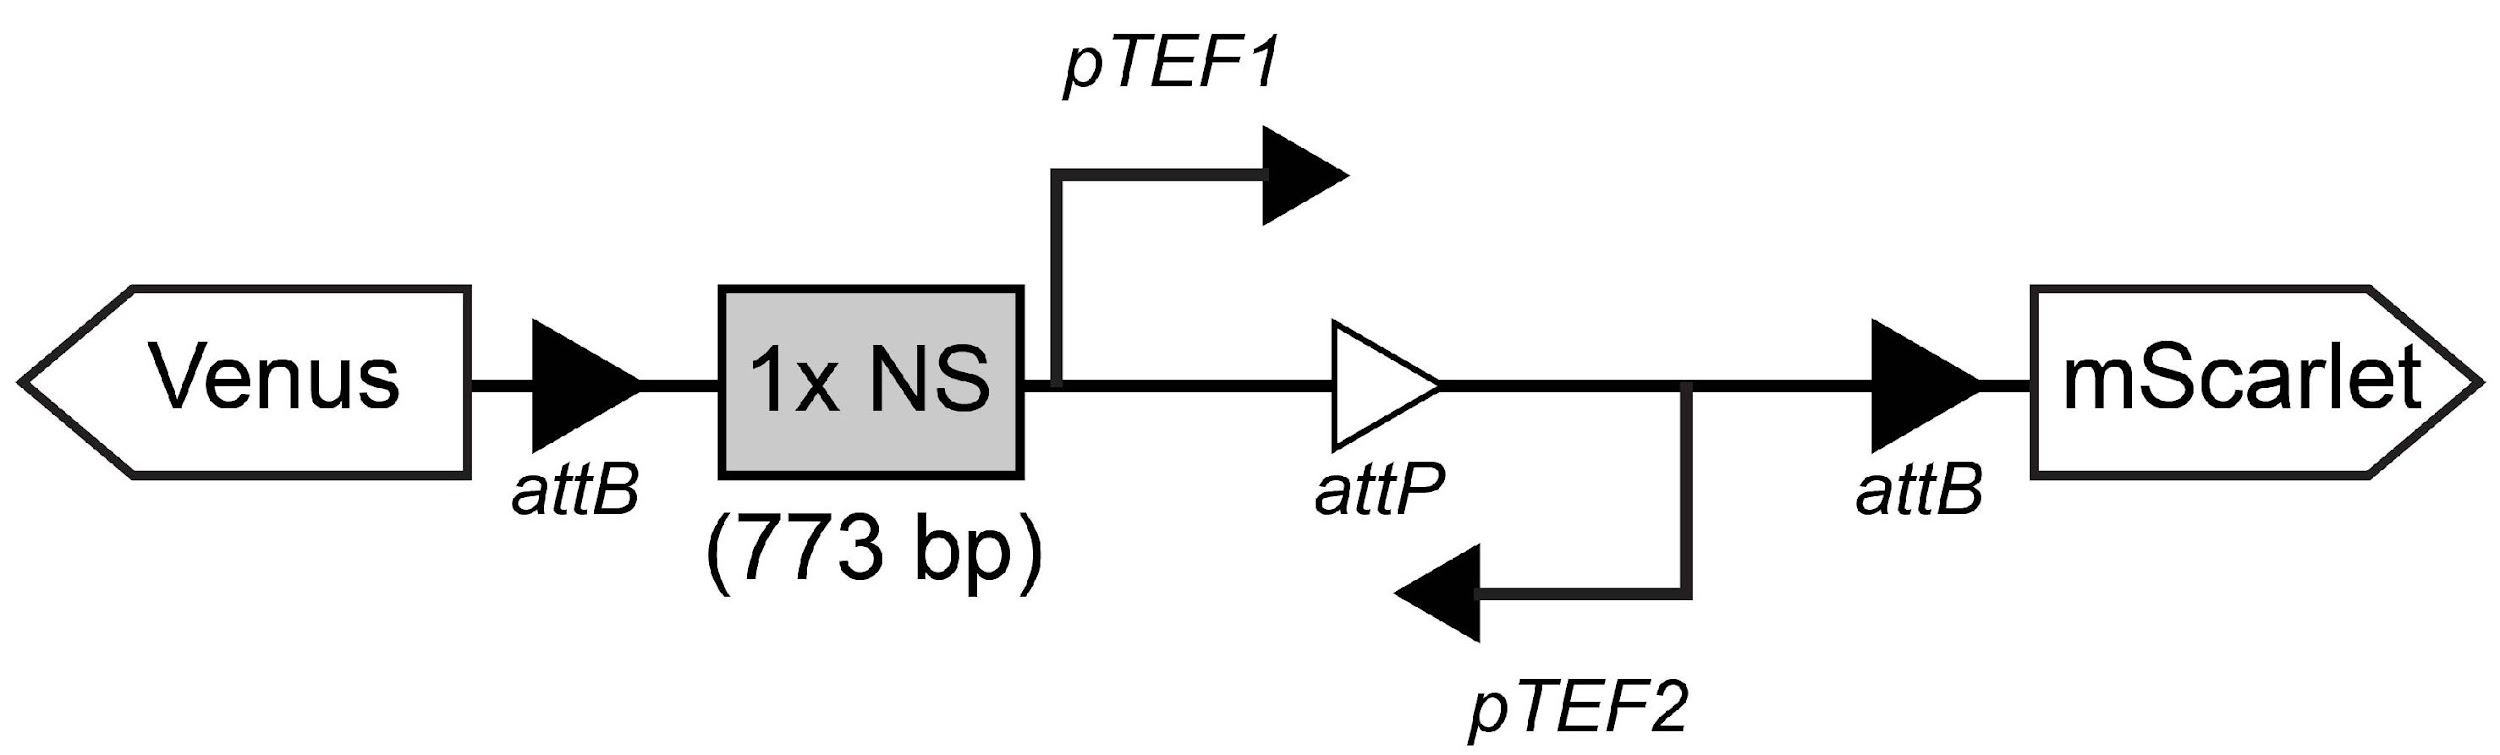 pTEF1
Venus
1x NS
mScarlet
attB
attP
attB
(773 bp)
pTEF2